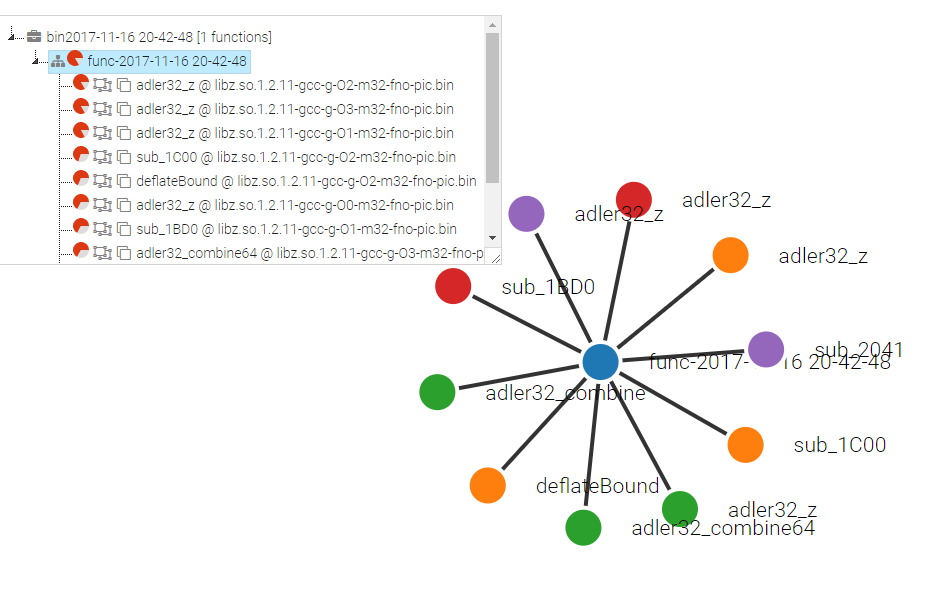 bin2017-11-16 20-42-48 [1 functions]
func-2017-11-16 20-42-48
adler32_z @ libz.so.1.2.11-gcc-g-O2-m32-fno-pic.bin
adler32_z @ libz.so.1.2.11-gcc-g-O3-m32-fno-pic.bin
adler32_z @ libz.so.1.2.11-gcc-g-O1-m32-fno-pic.bin
sub_1C00 @ libz.so.1.2.11-gcc-g-O2-m32-fno-pic.bin
deflateBound @ libz.so.1.2.11-gcc-g-O2-m32-fno-pic.bin
adler32_z @ libz.so.1.2.11-gcc-g-O0-m32-fno-pic.bin
sub_1BD0 @ libz.so.1.2.11-gcc-g-O1-m32-fno-pic.bin
adler32_combine64 @ libz.so.1.2.11-gcc-g-O3-m32-fno-p
adler32_z
adler32_z
adler32_z
sub_1BD0
sub_2041
func-2017-11-16 20-42-48
adler32_combine
sub_1C00
deflateBound
adler32_z
adler32_combine64